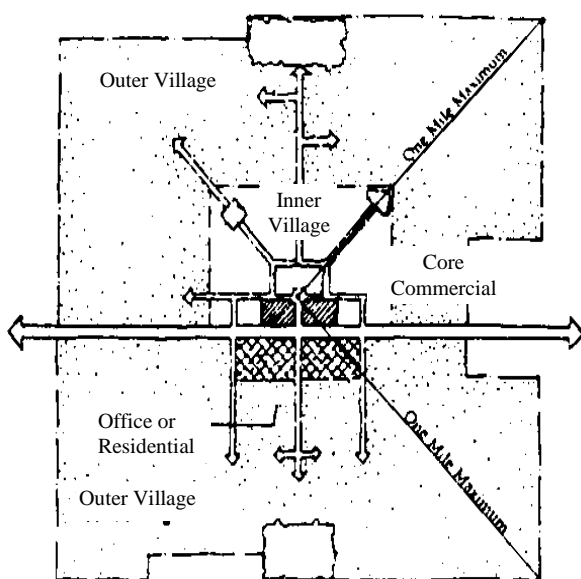 Outer Village
One Mile Maximum
Inner
Village
Core
Commercial
Office or
Residential
One Mile Maximum
Outer Village